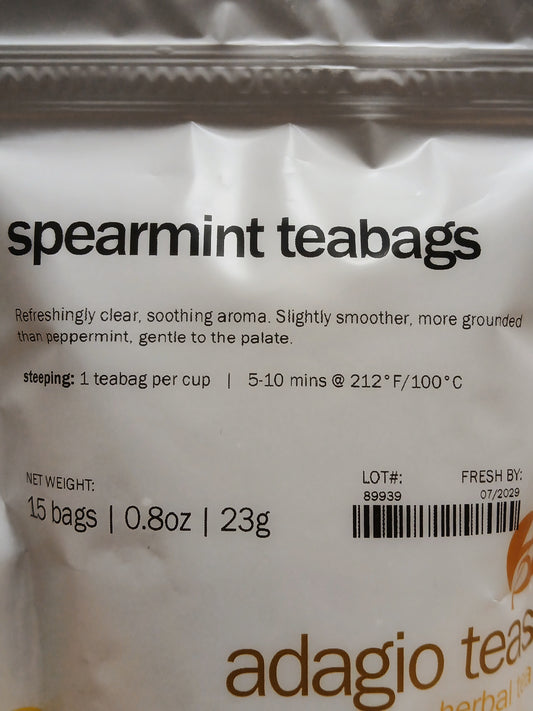 spearmint teabags
Refreshingly clear, soothing aroma. Slightly smoother, more grounded
than peppermint, gentle to the palate.
steeping: 1 teabag per cup | 5-10 mins @ 212°F/100°C
NET WEIGHT:
15 bags | 0.8oz | 23g
LOT#:
89939
FRESH BY:
07/2029
adagio teas
herbal tea